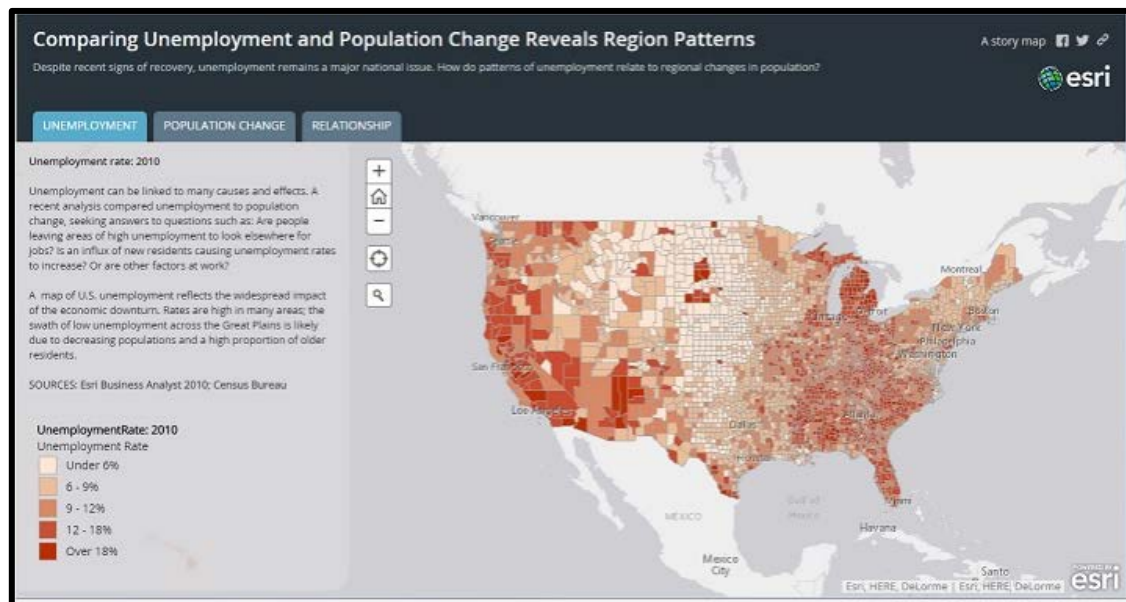 Comparing Unemployment and Population Change Reveals Region Patterns
A story map
Despite recent signs of recovery, unemployment remains a major national issue. How do patterns of unemployment relate to regional changes in population?
esri
UNEMPLOYMENT
POPULATION CHANGE
RELATIONSHIP
Unemployment rate: 2010
Unemployment can be linked to many causes and effects. A
recent analysis compared unemployment to population
change, seeking answers to questions such as: Are people
leaving areas of high unemployment to look elsewhere for
jobs? Is an influx of new residents causing unemployment rates
to increase? Or are other factors at work?
A map of U.S. unemployment reflects the widespread impact
of the economic downturn. Rates are high in many areas; the
swath of low unemployment across the Great Plains is likely
due to decreasing populations and a high proportion of older
residents.
SOURCES: Esri Business Analyst 2010; Census Bureau
UnemploymentRate: 2010
Unemployment Rate
Under 6%
6 - 9%
9 - 12%
12 - 18%
Over 18%
+
−
Vancouver
Seattle
Montreal
Boston
Detroit
Chicago
New York
Philadelphia
Washington
San Francisco
Los Angeles
Atlanta
Dallas
Houston
Miami
Gulf of
Mexico
MEXICO
Havana
Mexico
City
Santo
Esri, HERE, DeLorme | Esri, HERE, DeLorme
POWERED BY
esri